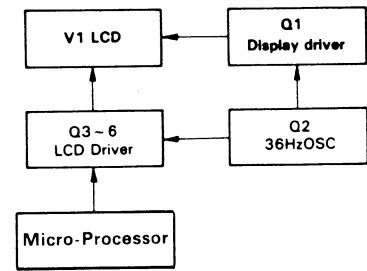 V1 LCD
Q1
Display driver
Q3~6
LCD Driver
Q2
36HzOSC
Micro-Processor